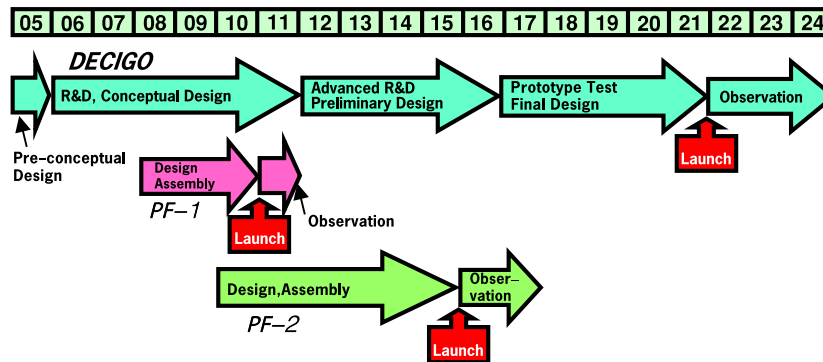 05 06 07 08 09 10 11 12 13 14 15 16 17 18 19 20 21 22 23 24
DECIGO
R&D, Conceptual Design
Advanced R&D
Preliminary Design
Prototype Test
Final Design
Observation
Pre-conceptual
Design
Launch
Design
Assembly
PF-1
Observation
Launch
Design,Assembly
Obser-
vation
PF-2
Launch